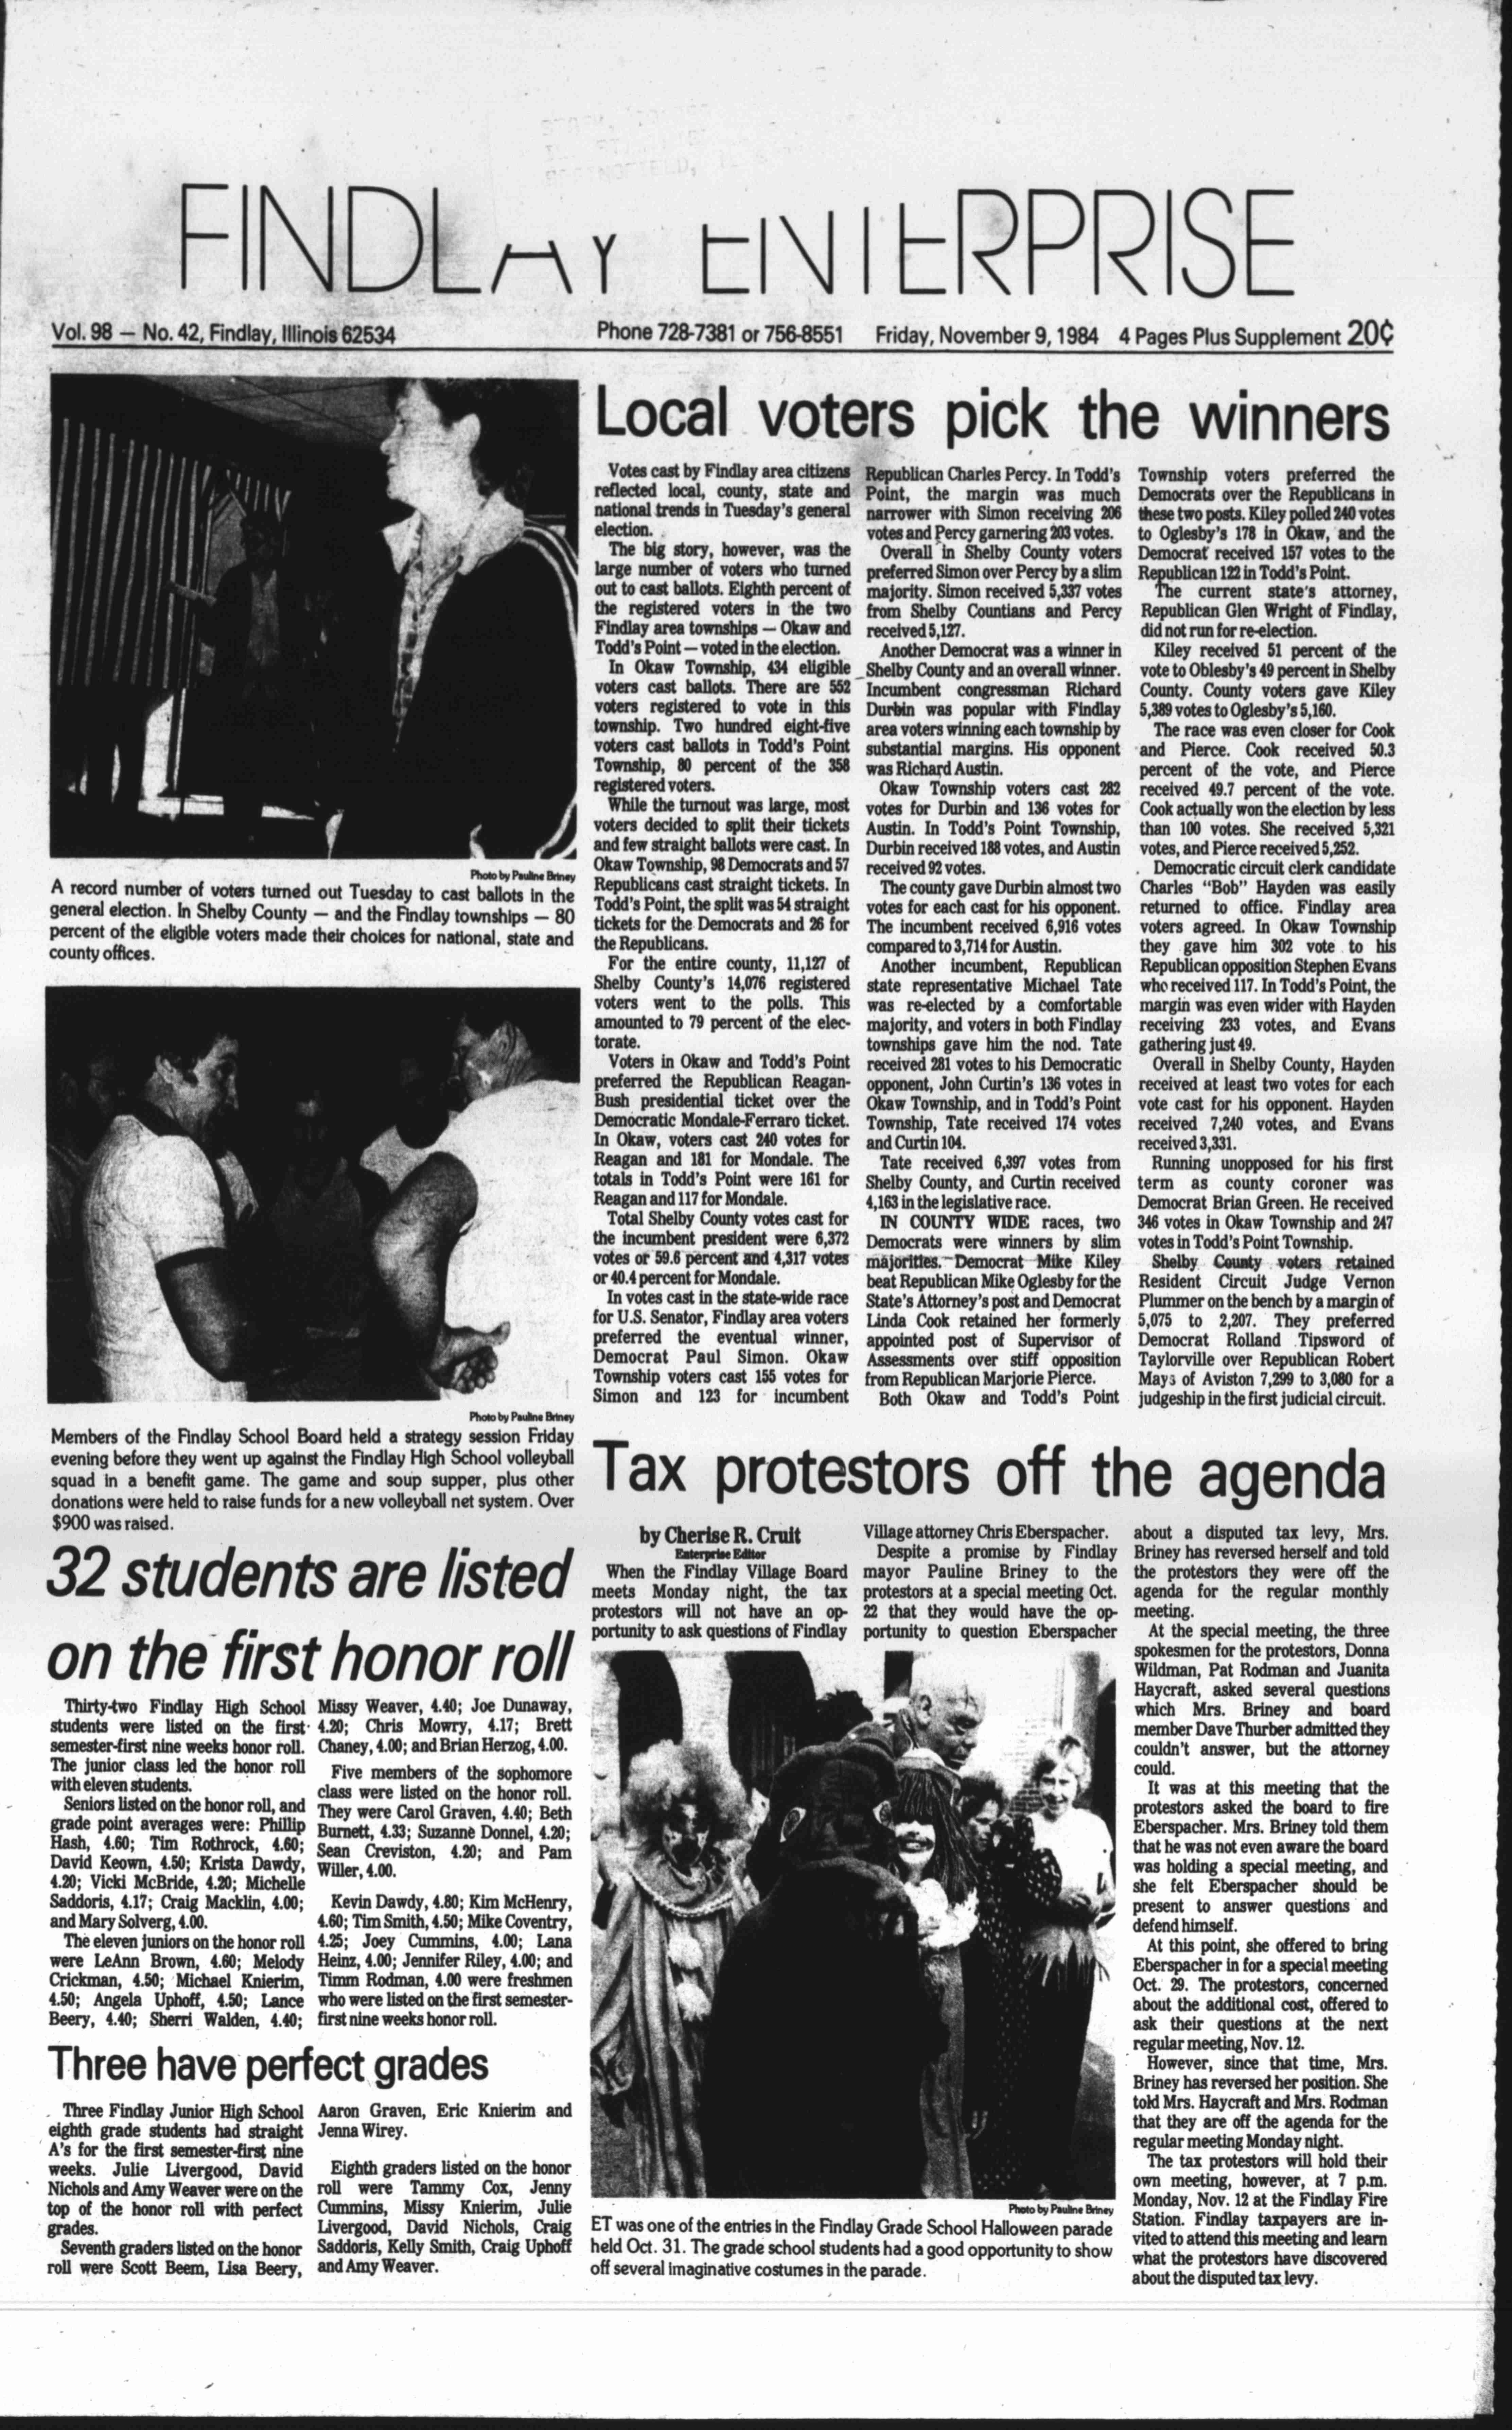 FINDLAY ENTERPRISE
Vol. 98 — No. 42, Findlay, Illinois 62534
Phone 728-7381 or 756-8551
Friday, November 9, 1984
4 Pages Plus Supplement 20¢
Photo by Pauline Briney
A record number of voters turned out Tuesday to cast ballots in the
general election. In Shelby County — and the Findlay townships — 80
percent of the eligible voters made their choices for national, state and
county offices.
Photo by Pauline Briney
Members of the Findlay School Board held a strategy session Friday
evening before they went up against the Findlay High School volleyball
squad in a benefit game. The game and soup supper, plus other
donations were held to raise funds for a new volleyball net system. Over
$900 was raised.
Local voters pick the winners
Votes cast by Findlay area citizens
reflected local, county, state and
national trends in Tuesday's general
election.
The big story, however, was the
large number of voters who turned
out to cast ballots. Eighth percent of
the registered voters in the two
Findlay area townships — Okaw and
Todd's Point — voted in the election.
In Okaw Township, 434 eligible
voters cast ballots. There are 552
voters registered to vote in this
township. Two hundred eight-five
voters cast ballots in Todd's Point
Township, 80 percent of the 358
registered voters.
While the turnout was large, most
voters decided to split their tickets
and few straight ballots were cast. In
Okaw Township, 98 Democrats and 57
Republicans cast straight tickets. In
Todd's Point, the split was 54 straight
tickets for the Democrats and 26 for
the Republicans.
For the entire county, 11,127 of
Shelby County's 14,076 registered
voters went to the polls. This
amounted to 79 percent of the elec-
torate.
Voters in Okaw and Todd's Point
preferred the Republican Reagan-
Bush presidential ticket over the
Democratic Mondale-Ferraro ticket.
In Okaw, voters cast 240 votes for
Reagan and 181 for Mondale. The
totals in Todd's Point were 161 for
Reagan and 117 for Mondale.
Total Shelby County votes cast for
the incumbent president were 6,372
votes or 59.6 percent and 4,317 votes
or 40.4 percent for Mondale.
In votes cast in the state-wide race
for U.S. Senator, Findlay area voters
preferred the eventual winner,
Democrat Paul Simon. Okaw
Township voters cast 155 votes for
Simon and 123 for incumbent
Republican Charles Percy. In Todd's
Point, the margin was much
narrower with Simon receiving 206
votes and Percy garnering 203 votes.
Overall in Shelby County voters
preferred Simon over Percy by a slim
majority. Simon received 5,337 votes
from Shelby Countians and Percy
received 5,127.
Another Democrat was a winner in
Shelby County and an overall winner.
Incumbent congressman Richard
Durbin was popular with Findlay
area voters winning each township by
substantial margins. His opponent
was Richard Austin.
Okaw Township voters cast 282
votes for Durbin and 136 votes for
Austin. In Todd's Point Township,
Durbin received 188 votes, and Austin
received 92 votes.
The county gave Durbin almost two
votes for each cast for his opponent.
The incumbent received 6,916 votes
compared to 3,714 for Austin.
Another incumbent, Republican
state representative Michael Tate
was re-elected by a comfortable
majority, and voters in both Findlay
townships gave him the nod. Tate
received 281 votes to his Democratic
opponent, John Curtin's 136 votes in
Okaw Township, and in Todd's Point
Township, Tate received 174 votes
and Curtin 104.
Tate received 6,397 votes from
Shelby County, and Curtin received
4,163 in the legislative race.
IN COUNTY WIDE races, two
Democrats were winners by slim
majorities. Democrat Mike Kiley
beat Republican Mike Oglesby for the
State's Attorney's post and Democrat
Linda Cook retained her formerly
appointed post of Supervisor of
Assessments over stiff opposition
from Republican Marjorie Pierce.
Both Okaw and Todd's Point
Township voters preferred the
Democrats over the Republicans in
these two posts. Kiley polled 240 votes
to Oglesby's 178 in Okaw, and the
Democrat received 157 votes to the
Republican 122 in Todd's Point.
The current state's attorney,
Republican Glen Wright of Findlay,
did not run for re-election.
Kiley received 51 percent of the
vote to Oblesby's 49 percent in Shelby
County. County voters gave Kiley
5,389 votes to Oglesby's 5,160.
The race was even closer for Cook
and Pierce. Cook received 50.3
percent of the vote, and Pierce
received 49.7 percent of the vote.
Cook actually won the election by less
than 100 votes. She received 5,321
votes, and Pierce received 5,252.
Democratic circuit clerk candidate
Charles "Bob" Hayden was easily
returned to office. Findlay area
voters agreed. In Okaw Township
they gave him 302 vote to his
Republican opposition Stephen Evans
who received 117. In Todd's Point, the
margin was even wider with Hayden
receiving 233 votes, and Evans
gathering just 49.
Overall in Shelby County, Hayden
received at least two votes for each
vote cast for his opponent. Hayden
received 7,240 votes, and Evans
received 3,331.
Running unopposed for his first
term as county coroner was
Democrat Brian Green. He received
346 votes in Okaw Township and 247
votes in Todd's Point Township.
Shelby County voters retained
Resident Circuit Judge Vernon
Plummer on the bench by a margin of
5,075 to 2,207. They preferred
Democrat Rolland Tipsword of
Taylorville over Republican Robert
Mays of Aviston 7,299 to 3,080 for a
judgeship in the first judicial circuit.
32 students are listed
on the first honor roll
Thirty-two Findlay High School
students were listed on the first
semester-first nine weeks honor roll.
The junior class led the honor roll
with eleven students.
Seniors listed on the honor roll, and
grade point averages were: Phillip
Hash, 4.60; Tim Rothrock, 4.60;
David Keown, 4.50; Krista Dawdy,
4.20; Vicki McBride, 4.20; Michelle
Saddoris, 4.17; Craig Macklin, 4.00;
and Mary Solverg, 4.00.
The eleven juniors on the honor roll
were LeAnn Brown, 4.60; Melody
Crickman, 4.50; Michael Knierim,
4.50; Angela Uphoff, 4.50; Lance
Beery, 4.40; Sherri Walden, 4.40;
Missy Weaver, 4.40; Joe Dunaway,
4.20; Chris Mowry, 4.17; Brett
Chaney, 4.00; and Brian Herzog, 4.00.
Five members of the sophomore
class were listed on the honor roll.
They were Carol Graven, 4.40; Beth
Burnett, 4.33; Suzanne Donnel, 4.20;
Sean Creviston, 4.20; and Pam
Willer, 4.00.
Kevin Dawdy, 4.80; Kim McHenry,
4.60; Tim Smith, 4.50; Mike Coventry,
4.25; Joey Cummins, 4.00; Lana
Heinz, 4.00; Jennifer Riley, 4.00; and
Timm Rodman, 4.00 were freshmen
who were listed on the first semester-
first nine weeks honor roll.
Three have perfect grades
Three Findlay Junior High School
eighth grade students had straight
A's for the first semester-first nine
weeks. Julie Livergood, David
Nichols and Amy Weaver were on the
top of the honor roll with perfect
grades.
Seventh graders listed on the honor
roll were Scott Beem, Lisa Beery,
Aaron Graven, Eric Knierim and
Jenna Wirey.
Eighth graders listed on the honor
roll were Tammy Cox, Jenny
Cummins, Missy Knierim, Julie
Livergood, David Nichols, Craig
Saddoris, Kelly Smith, Craig Uphoff
and Amy Weaver.
Tax protestors off the agenda
by Cherise R. Cruit
Enterprise Editor
When the Findlay Village Board
meets Monday night, the tax
protestors will not have an op-
portunity to ask questions of Findlay
Village attorney Chris Eberspacher.
Despite a promise by Findlay
mayor Pauline Briney to the
protestors at a special meeting Oct.
22 that they would have the op-
portunity to question Eberspacher
about a disputed tax levy, Mrs.
Briney has reversed herself and told
the protestors they were off the
agenda for the regular monthly
meeting.
At the special meeting, the three
spokesmen for the protestors, Donna
Wildman, Pat Rodman and Juanita
Haycraft, asked several questions
which Mrs. Briney and board
member Dave Thurber admitted they
couldn't answer, but the attorney
could.
It was at this meeting that the
protestors asked the board to fire
Eberspacher. Mrs. Briney told them
that he was not even aware the board
was holding a special meeting, and
she felt Eberspacher should be
present to answer questions and
defend himself.
At this point, she offered to bring
Eberspacher in for a special meeting
Oct. 29. The protestors, concerned
about the additional cost, offered to
ask their questions at the next
regular meeting, Nov. 12.
However, since that time, Mrs.
Briney has reversed her position. She
told Mrs. Haycraft and Mrs. Rodman
that they are off the agenda for the
regular meeting Monday night.
The tax protestors will hold their
own meeting, however, at 7 p.m.
Monday, Nov. 12 at the Findlay Fire
Station. Findlay taxpayers are in-
vited to attend this meeting and learn
what the protestors have discovered
about the disputed tax levy.
Photo by Pauline Briney
ET was one of the entries in the Findlay Grade School Halloween parade
held Oct. 31. The grade school students had a good opportunity to show
off several imaginative costumes in the parade.